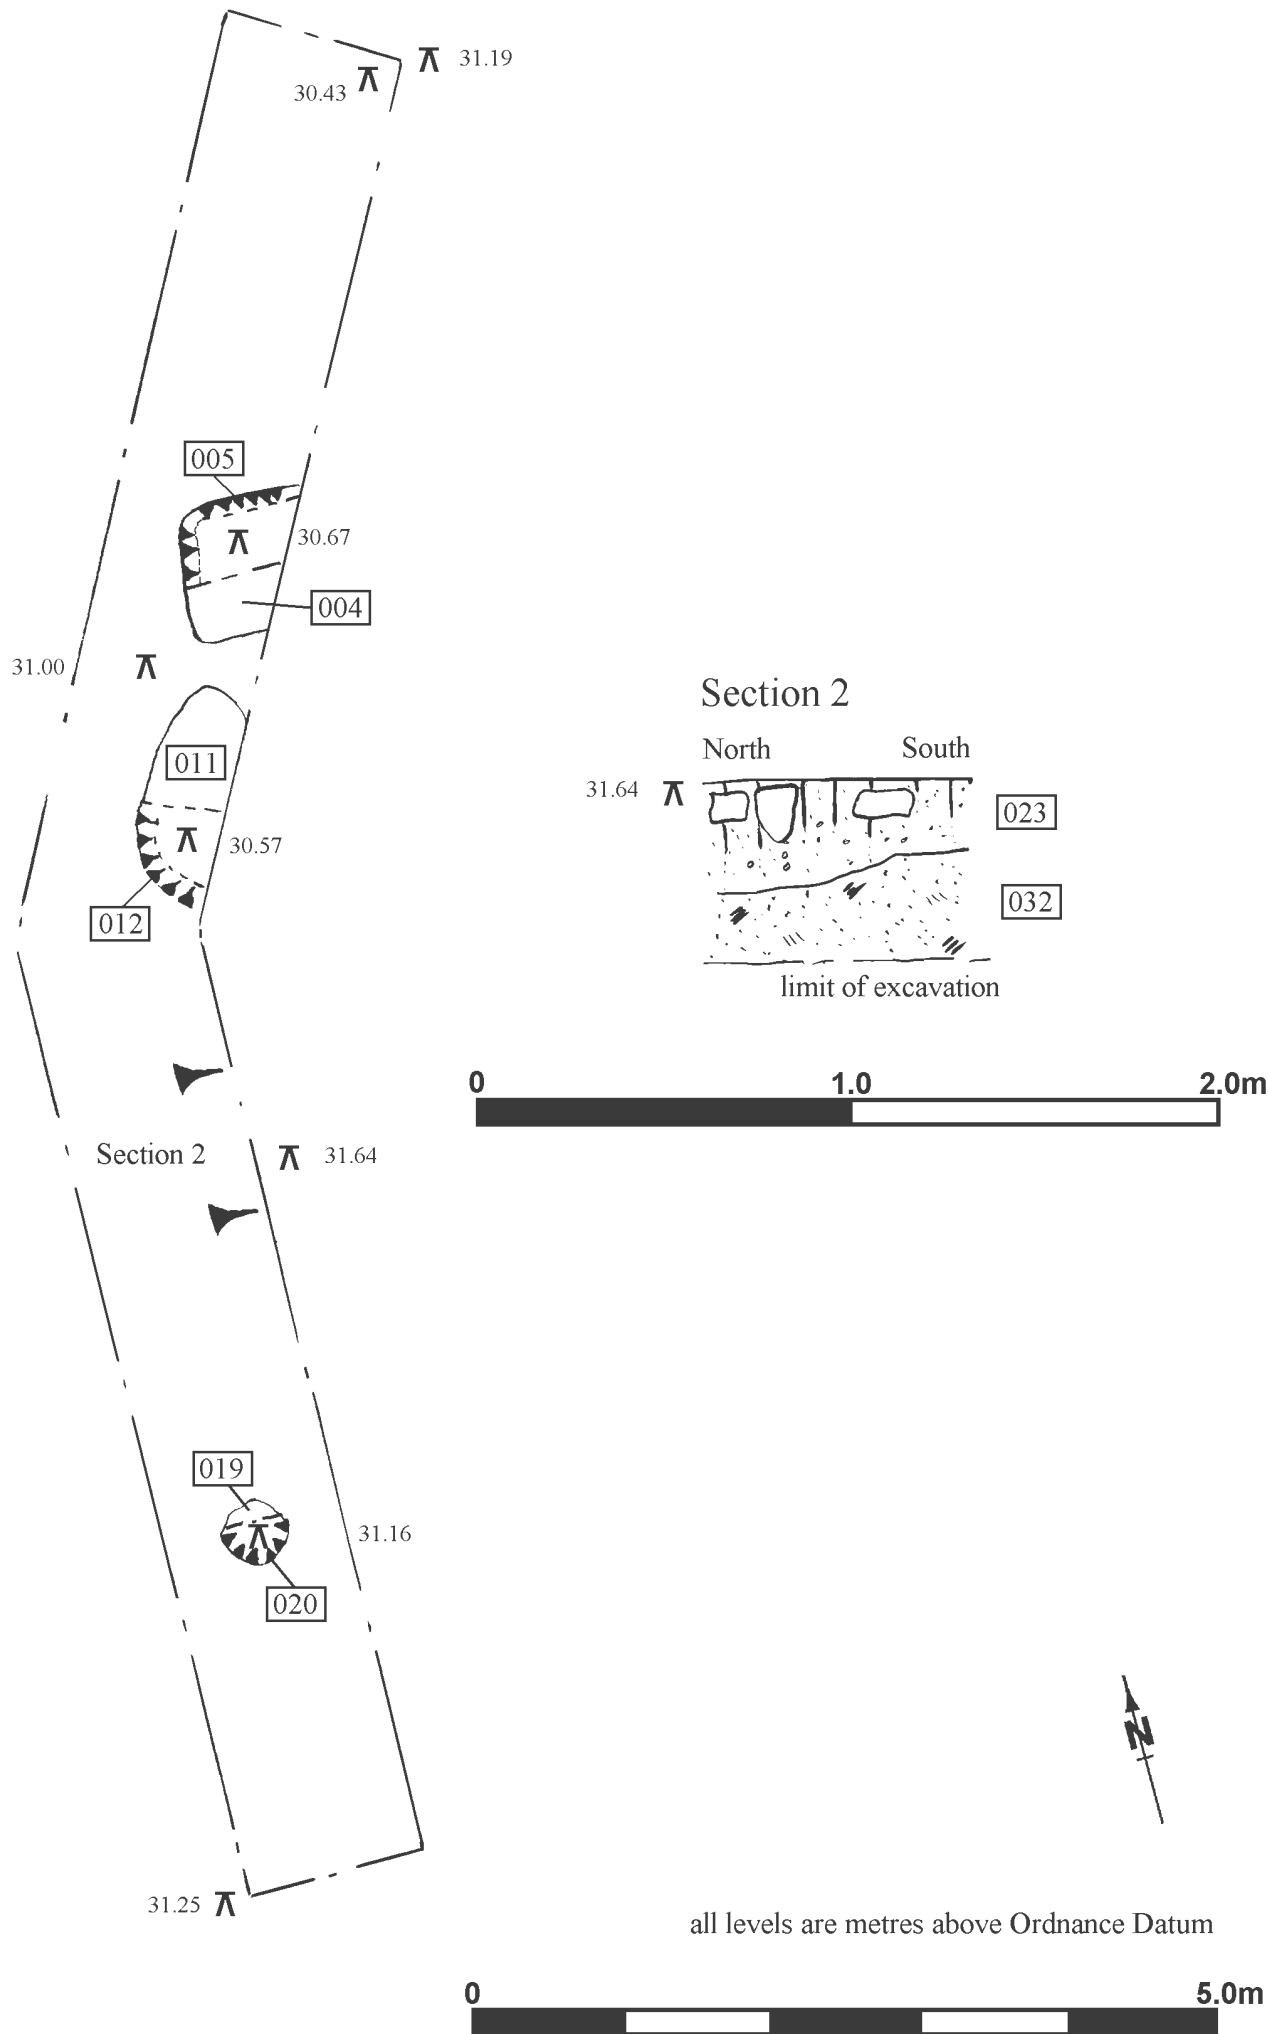 31.19
30.43
005
30.67
004
31.00
011
30.57
012
Section 2
North South
31.64
023
032
limit of excavation
0 1.0 2.0m
Section 2
31.64
019
31.16
020
N
31.25
all levels are metres above Ordnance Datum
0 5.0m